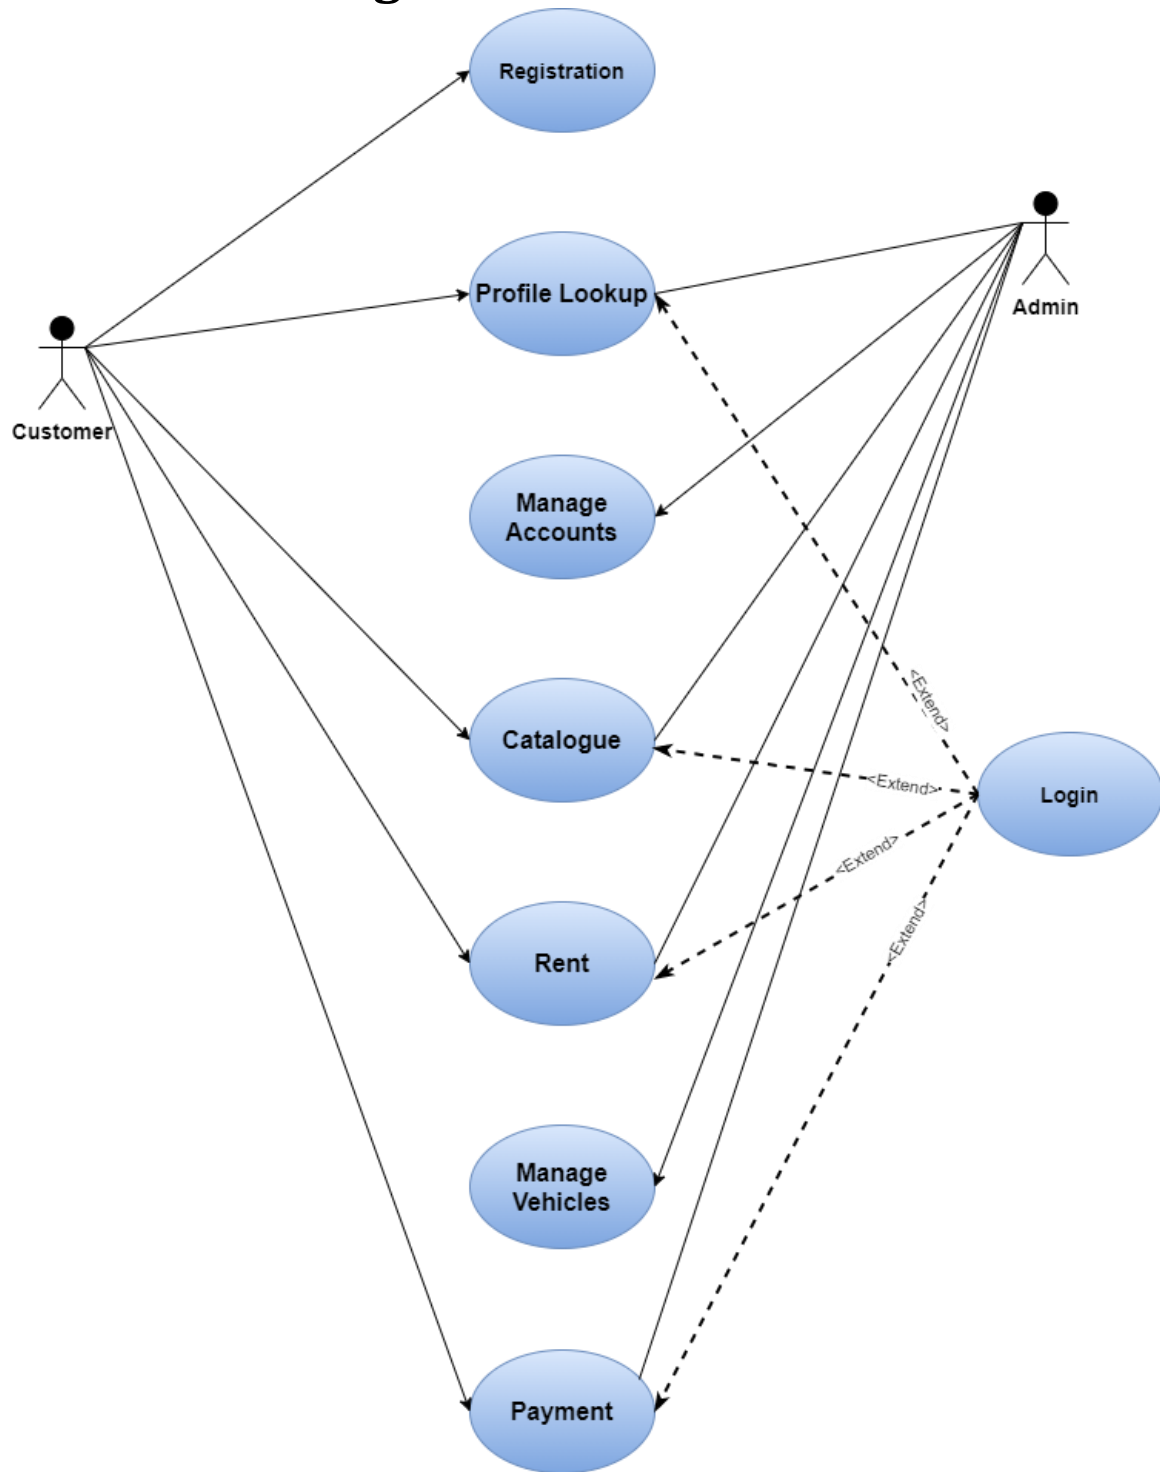 Registration
Profile Lookup
Admin
Customer
Manage
Accounts
<Extend>
Catalogue
<Extend>
Login
<Extend>
<Extend>
Rent
Manage
Vehicles
Payment